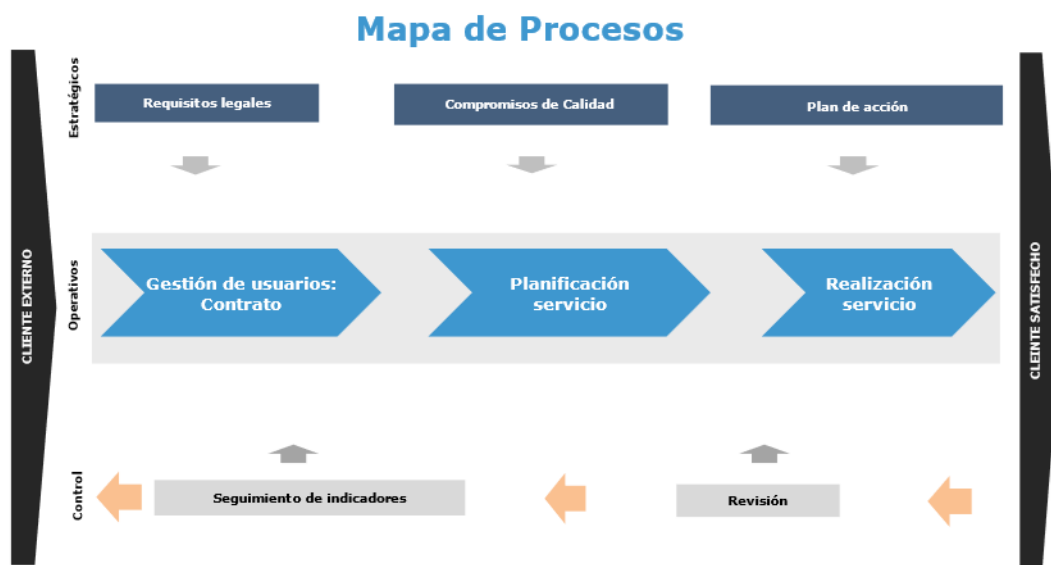 Mapa de Procesos
Estratégicos
Requisitos legales
Compromisos de Calidad
Plan de acción
CLIENTE EXTERNO
Operativos
Gestión de usuarios:
Contrato
Planificación
servicio
Realización
servicio
CLEINTE SATISFECHO
Control
Seguimiento de indicadores
Revisión